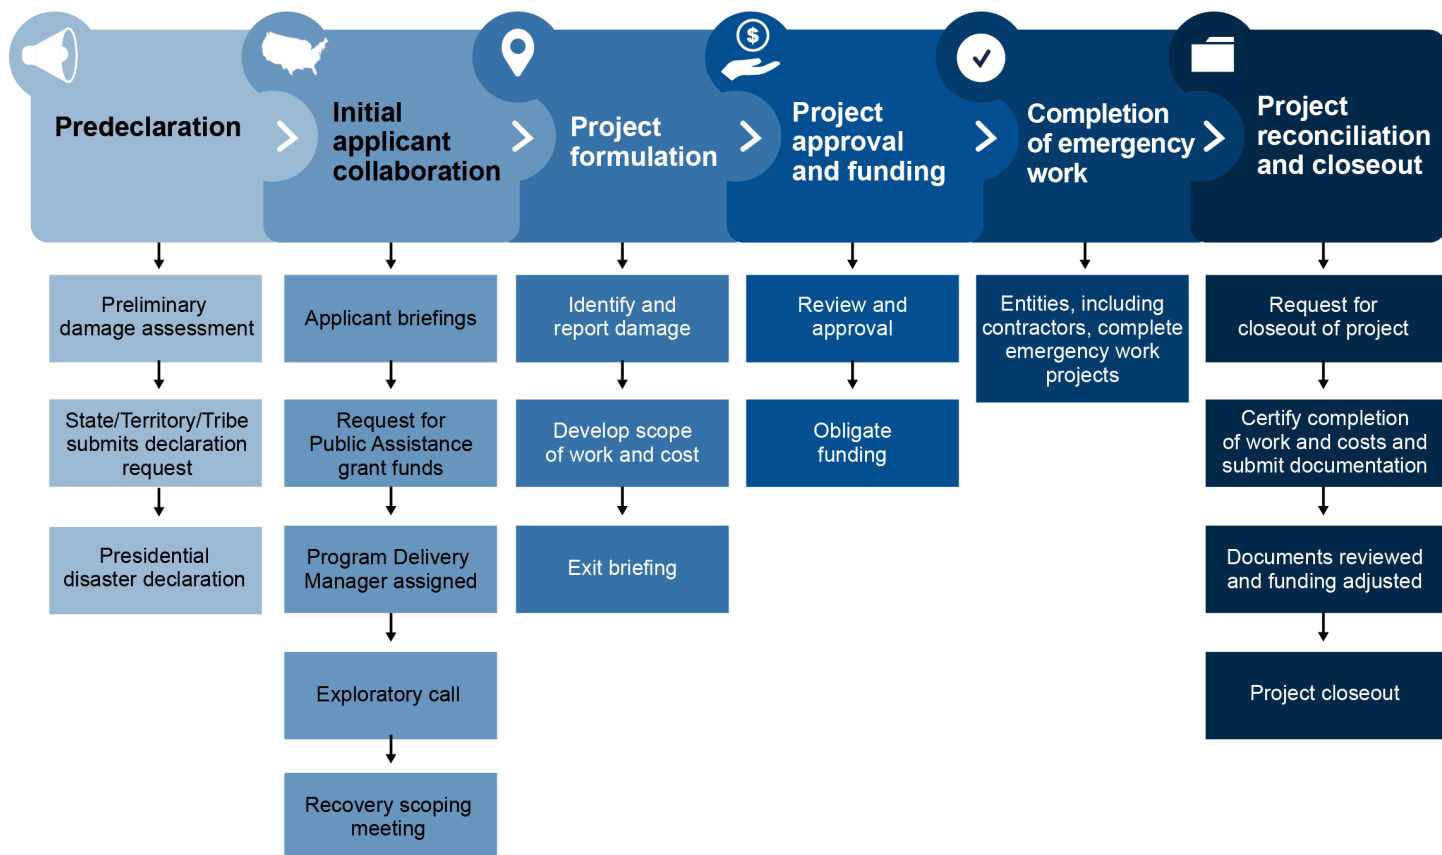 Predeclaration
Initial
applicant
collaboration
Project
formulation
$
Project
approval
and funding
Completion
of emergency
work
Project
reconciliation
and closeout
Preliminary
damage assessment
State/Territory/Tribe
submits declaration
request
Presidential
disaster declaration
Applicant briefings
Request for
Public Assistance
grant funds
Program Delivery
Manager assigned
Exploratory call
Recovery scoping
meeting
Identify and
report damage
Develop scope
of work and cost
Exit briefing
Review and
approval
Obligate
funding
Entities, including
contractors, complete
emergency work
projects
Request for
closeout of project
Certify completion
of work and costs and
submit documentation
Documents reviewed
and funding adjusted
Project closeout